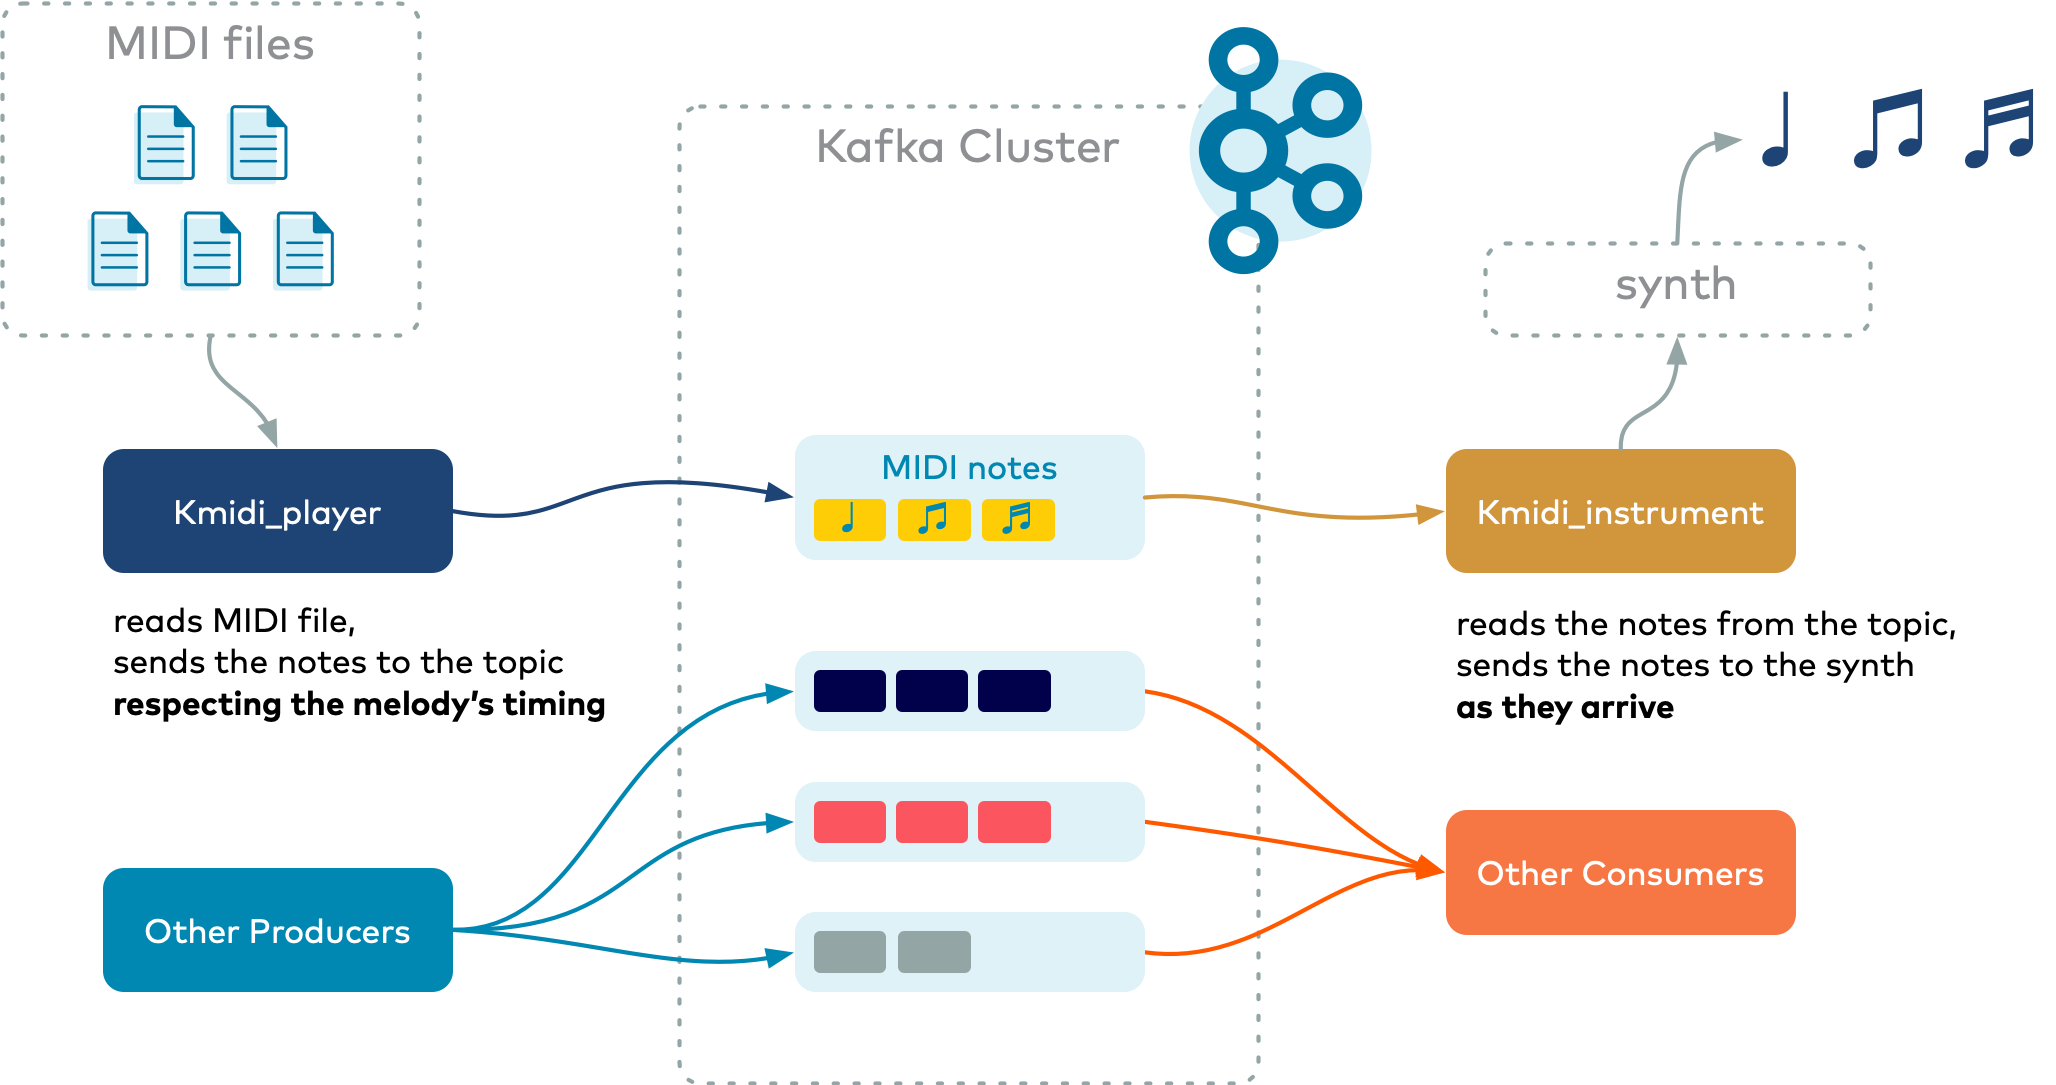 MIDI files
Kafka Cluster
synth
MIDI notes
Kmidi_player
Kmidi_instrument
reads MIDI file,
sends the notes to the topic
respecting the melody's timing
reads the notes from the topic,
sends the notes to the synth
as they arrive
Other Producers
Other Consumers